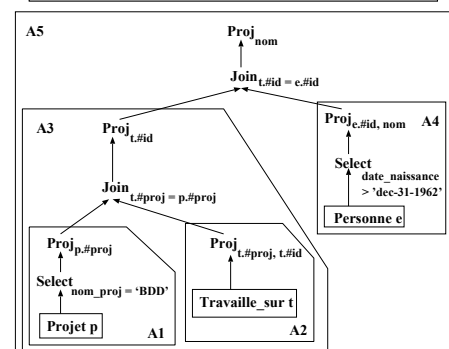 A5
Proj nom
Join t.#id = e.#id
A3
Proj t.#id
Proj e.#id, nom
A4
Select date_naissance
> 'dec-31-1962'
Join t.#proj = p.#proj
Personne e
Proj p.#proj
Proj t.#proj, t.#id
Select nom_proj = ‘BDD’
Travaille_sur t
Projet p
A1
A2